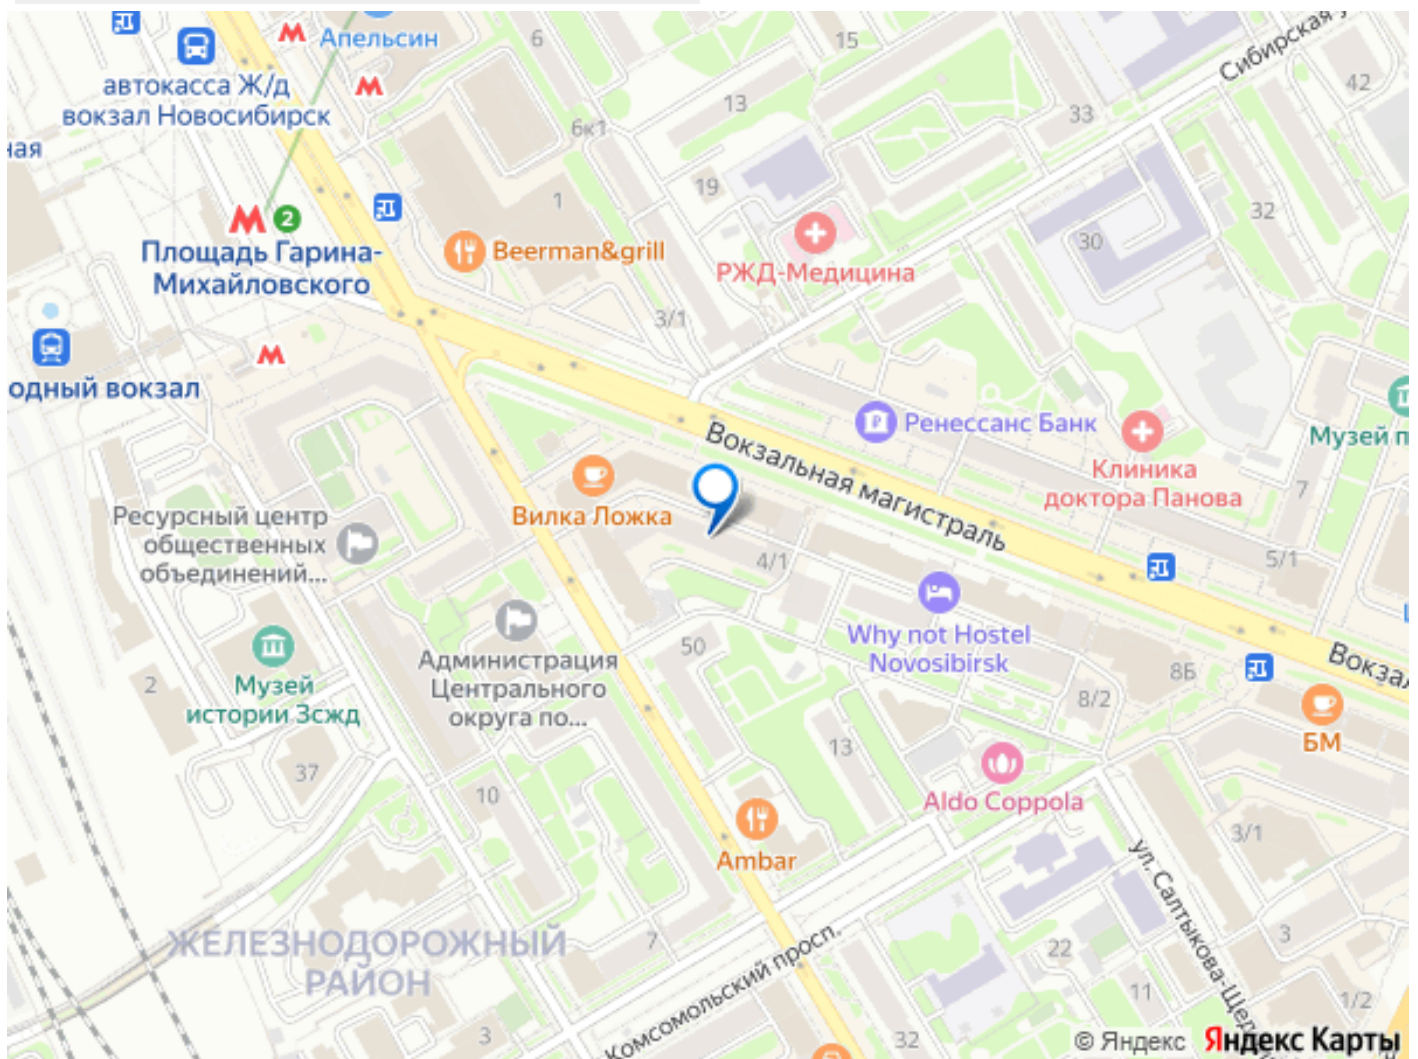 Апельсин
6
15
Сибирская у
автокасса Ж/д
вокзал Новосибирск
42
13
33
6к1
ная
19
1
32
2
30
Площадь Гарина-
Михайловского
Beerman&grill
РЖД-Медицина
3/1
одный вокзал
Ренессанс Банк
Музей п
Вокзальная магистраль
Клиника
доктора Панова
7
Вилка Ложка
Ресурсный центр
общественных
объединений...
4/1
5/1
Why not Hostel
Novosibirsk
50
Администрация
Центрального
округа по...
Вокзал
8Б
Музей
истории Зсжд
2
8/2
БМ
13
37
10
Aldo Coppola
3/1
Ambar
ул. Салтыкова-Щед
ЖЕЛЕЗНОДОРОЖНЫЙ
РАЙОН
7
Комсомольский просп.
22
3
11
1/2
3
32
© Яндекс Яндекс Карты